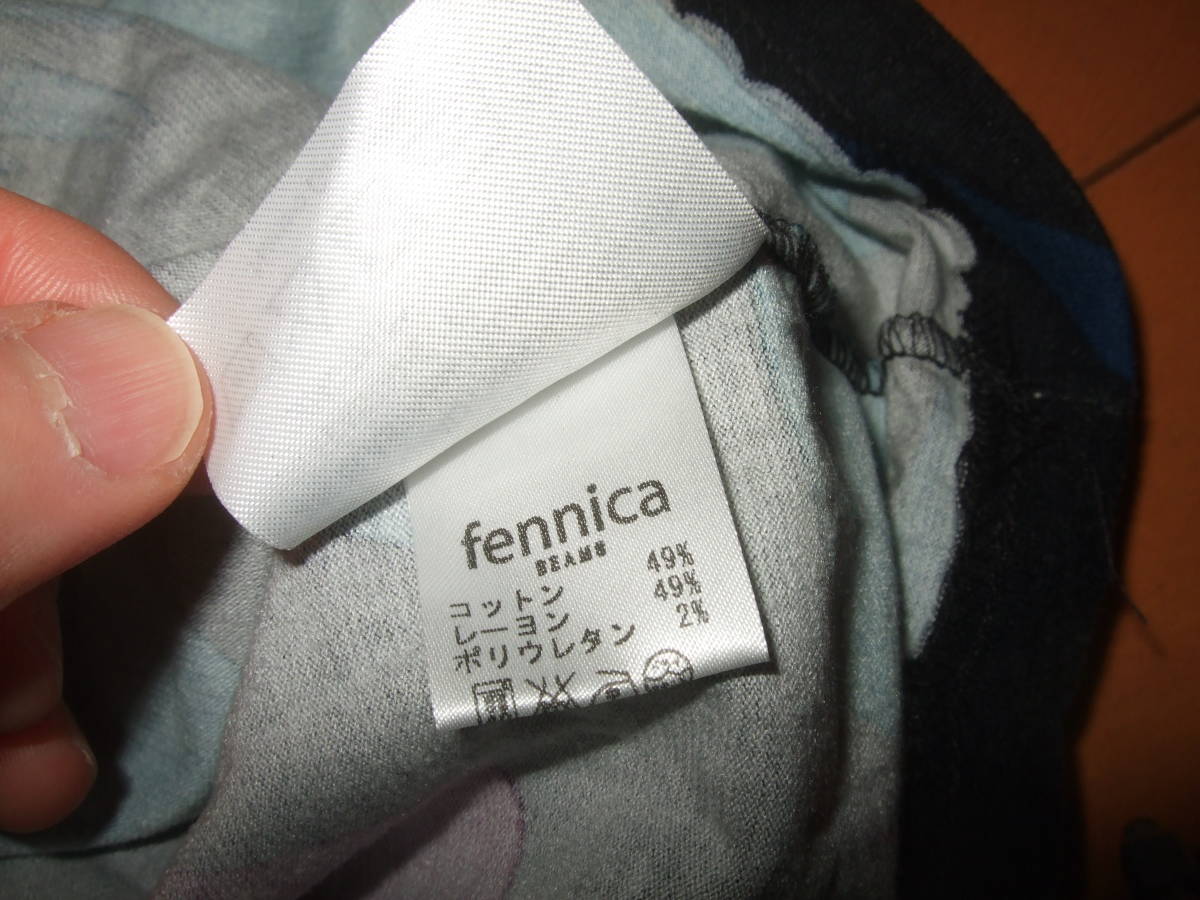 fennica
BEAMS
コットン 49%
レーヨン 49%
ポリウレタン 2%